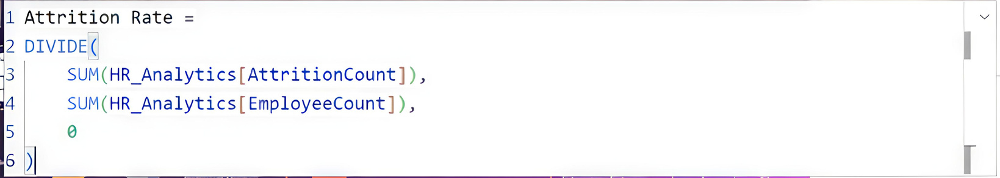 1 Attrition Rate =
2 DIVIDE(
3 SUM(HR_Analytics[AttritionCount]),
4 SUM(HR_Analytics[EmployeeCount]),
5 0
6 )